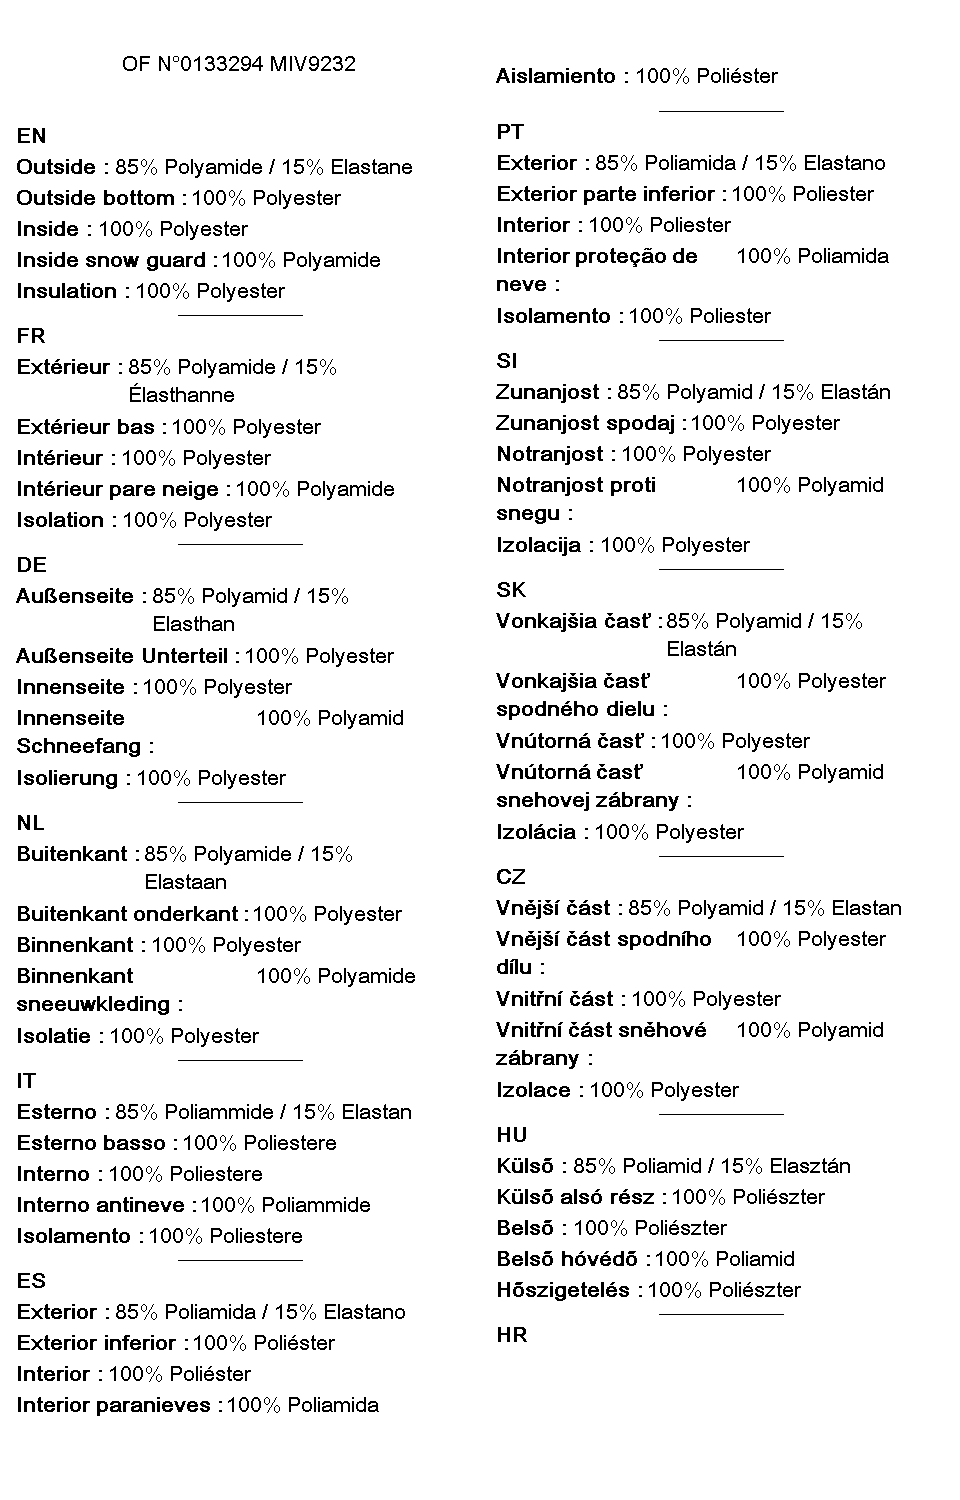 OF N°0133294 MIV9232
EN
Outside : 85% Polyamide / 15% Elastane
Outside bottom : 100% Polyester
Inside : 100% Polyester
Inside snow guard : 100% Polyamide
Insulation : 100% Polyester
FR
Extérieur : 85% Polyamide / 15%
Élasthanne
Extérieur bas : 100% Polyester
Intérieur : 100% Polyester
Intérieur pare neige : 100% Polyamide
Isolation : 100% Polyester
DE
Außenseite : 85% Polyamid / 15%
Elasthan
Außenseite Unterteil : 100% Polyester
Innenseite : 100% Polyester
Innenseite 100% Polyamid
Schneefang :
Isolierung : 100% Polyester
NL
Buitenkant : 85% Polyamide / 15%
Elastaan
Buitenkant onderkant : 100% Polyester
Binnenkant : 100% Polyester
Binnenkant 100% Polyamide
sneeuwkleding :
Isolatie : 100% Polyester
IT
Esterno : 85% Poliammide / 15% Elastan
Esterno basso : 100% Poliestere
Interno : 100% Poliestere
Interno antineve : 100% Poliammide
Isolamento : 100% Poliestere
ES
Exterior : 85% Poliamida / 15% Elastano
Exterior inferior : 100% Poliéster
Interior : 100% Poliéster
Interior paranieves : 100% Poliamida
Aislamiento : 100% Poliéster
PT
Exterior : 85% Poliamida / 15% Elastano
Exterior parte inferior : 100% Poliester
Interior : 100% Poliester
Interior proteção de 100% Poliamida
neve :
Isolamento : 100% Poliester
SI
Zunanjost : 85% Polyamid / 15% Elastán
Zunanjost spodaj : 100% Polyester
Notranjost : 100% Polyester
Notranjost proti 100% Polyamid
snegu :
Izolacija : 100% Polyester
SK
Vonkajšia časť : 85% Polyamid / 15%
Elastán
Vonkajšia časť 100% Polyester
spodného dielu :
Vnútorná časť : 100% Polyester
Vnútorná časť 100% Polyamid
snehovej zábrany :
Izolácia : 100% Polyester
CZ
Vnější část : 85% Polyamid / 15% Elastan
Vnější část spodního 100% Polyester
dílu :
Vnitřní část : 100% Polyester
Vnitřní část sněhové 100% Polyamid
zábrany :
Izolace : 100% Polyester
HU
Külső : 85% Poliamid / 15% Elasztán
Külső alsó rész : 100% Poliészter
Belső : 100% Poliészter
Belső hóvédő : 100% Poliamid
Hőszigetelés : 100% Poliészter
HR